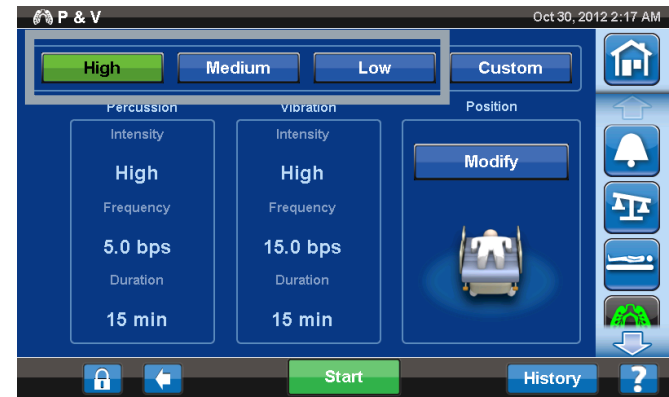 P & V
Oct 30, 2012 2:17 AM
High Medium Low Custom
Percussion Vibration Position
Intensity Intensity
High High Modify
Frequency Frequency
5.0 bps 15.0 bps
Duration Duration
15 min 15 min
Start History ?